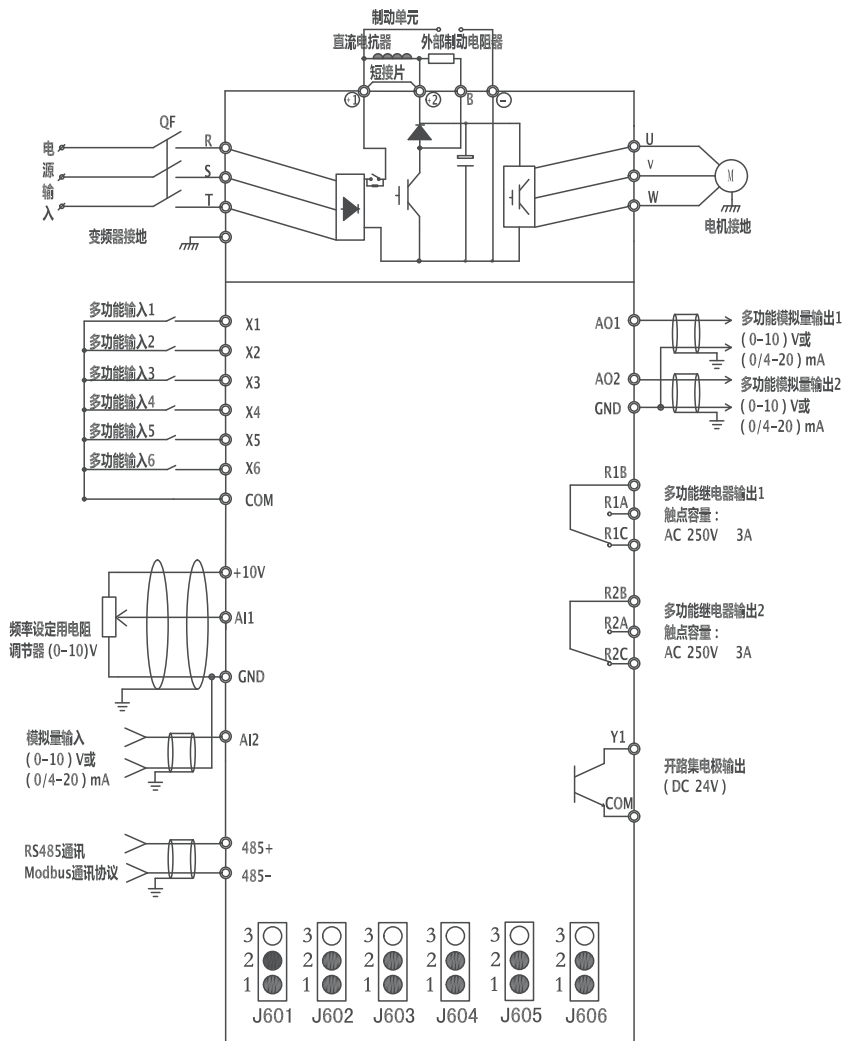 制动单元
直流电抗器 外部制动电阻器
短接片
+1 +2 B -
QF
电源输入
R
S
T
变频器接地
U
V
W
M
电机接地
多功能输入1 X1
多功能输入2 X2
多功能输入3 X3
多功能输入4 X4
多功能输入5 X5
多功能输入6 X6
COM
+10V
AI1
频率设定用电阻
调节器 (0-10)V
GND
模拟量输入
(0-10) V或
(0/4-20) mA
AI2
RS485通讯
Modbus通讯协议
485+
485-
AO1
多功能模拟量输出1
(0-10) V或
(0/4-20) mA
AO2
GND
多功能模拟量输出2
(0-10) V或
(0/4-20) mA
R1B
R1A
R1C
多功能继电器输出1
触点容量：
AC 250V 3A
R2B
R2A
R2C
多功能继电器输出2
触点容量：
AC 250V 3A
Y1
COM
开路集电极输出
(DC 24V)
3 3 3 3 3 3
2 2 2 2 2 2
1 1 1 1 1 1
J601 J602 J603 J604 J605 J606